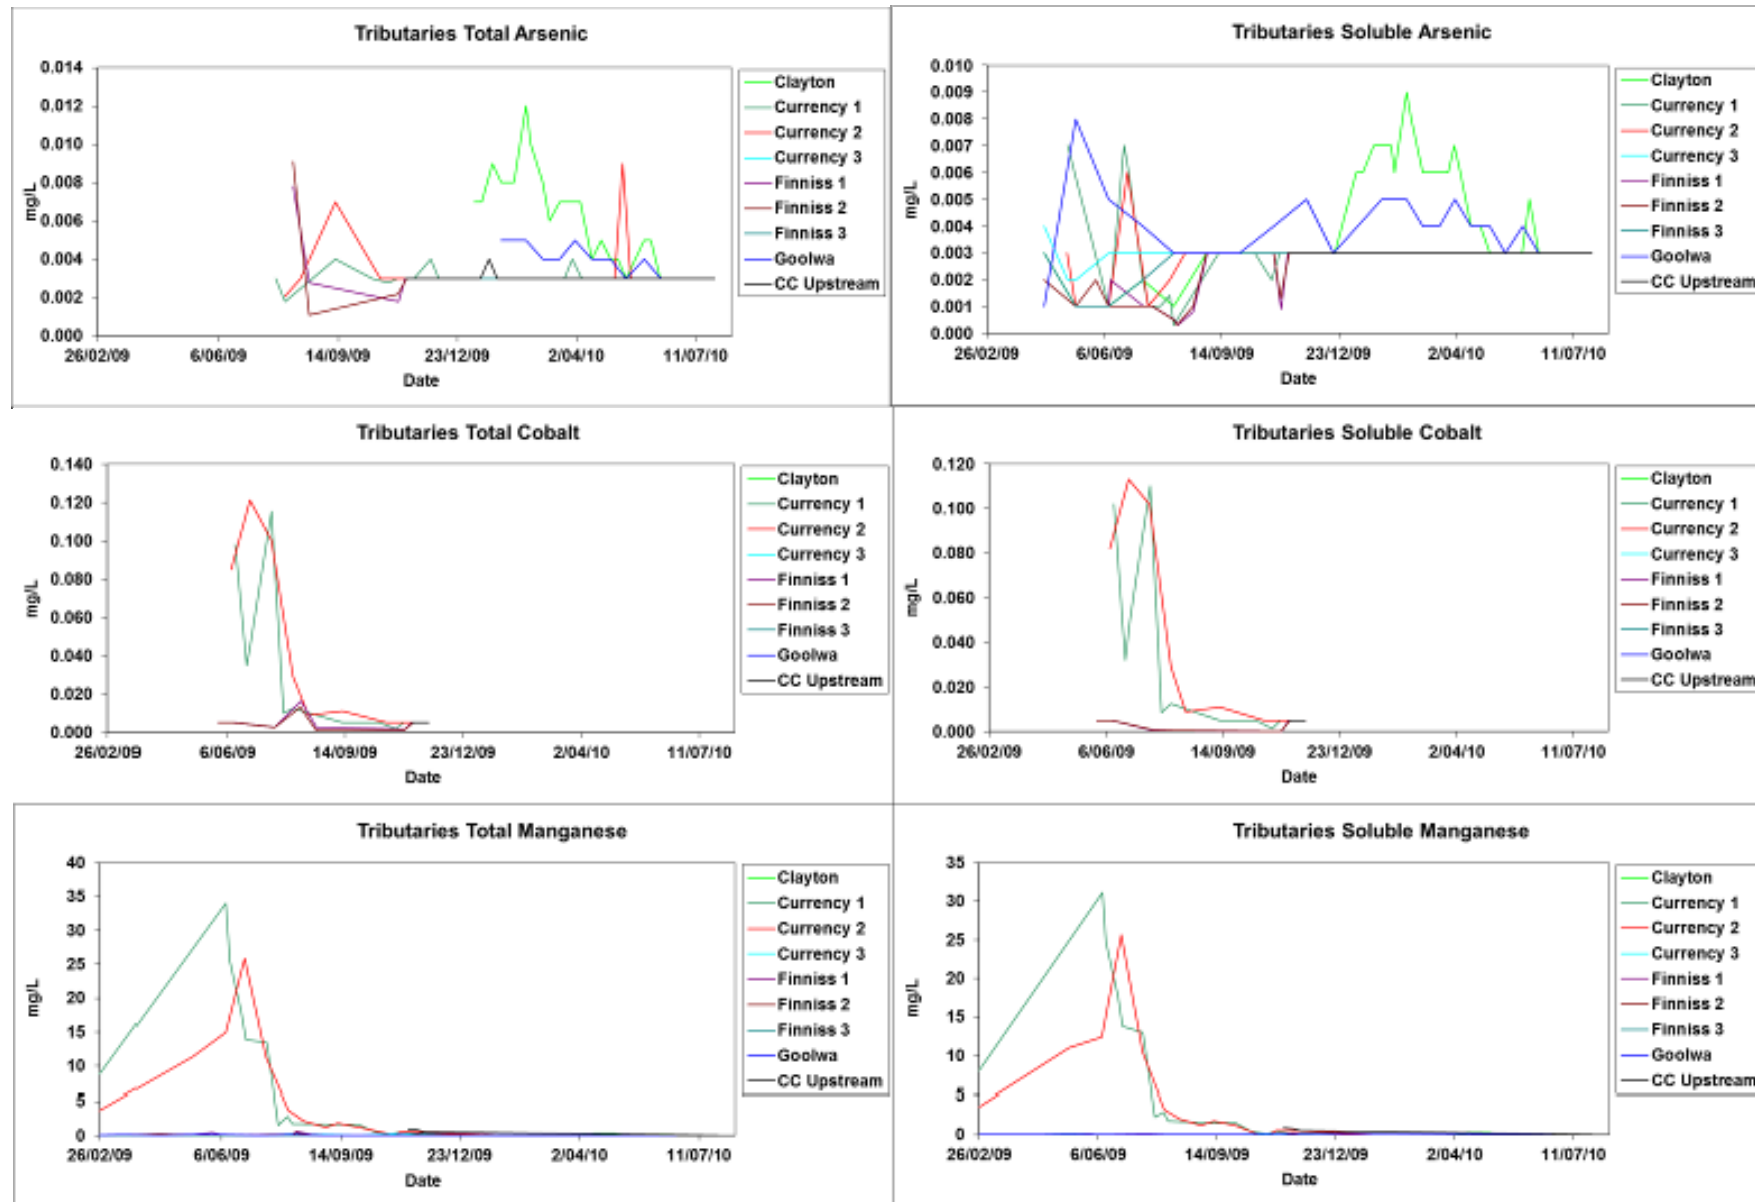 Tributaries Total Arsenic
0.014
0.012
0.010
0.008
0.006
0.004
0.002
0.000
mg/L
26/02/09 6/06/09 14/09/09 23/12/09 2/04/10 11/07/10
Date
Clayton
Currency 1
Currency 2
Currency 3
Finniss 1
Finniss 2
Finniss 3
Goolwa
CC Upstream
Tributaries Soluble Arsenic
0.010
0.009
0.008
0.007
0.006
0.005
0.004
0.003
0.002
0.001
0.000
mg/L
26/02/09 6/06/09 14/09/09 23/12/09 2/04/10 11/07/10
Date
Clayton
Currency 1
Currency 2
Currency 3
Finniss 1
Finniss 2
Finniss 3
Goolwa
CC Upstream
Tributaries Total Cobalt
0.140
0.120
0.100
0.080
0.060
0.040
0.020
0.000
mg/L
26/02/09 6/06/09 14/09/09 23/12/09 2/04/10 11/07/10
Date
Clayton
Currency 1
Currency 2
Currency 3
Finniss 1
Finniss 2
Finniss 3
Goolwa
CC Upstream
Tributaries Soluble Cobalt
0.120
0.100
0.080
0.060
0.040
0.020
0.000
mg/L
26/02/09 6/06/09 14/09/09 23/12/09 2/04/10 11/07/10
Date
Clayton
Currency 1
Currency 2
Currency 3
Finniss 1
Finniss 2
Finniss 3
Goolwa
CC Upstream
Tributaries Total Manganese
40
35
30
25
20
15
10
5
0
mg/L
26/02/09 6/06/09 14/09/09 23/12/09 2/04/10 11/07/10
Date
Clayton
Currency 1
Currency 2
Currency 3
Finniss 1
Finniss 2
Finniss 3
Goolwa
CC Upstream
Tributaries Soluble Manganese
35
30
25
20
15
10
5
0
mg/L
26/02/09 6/06/09 14/09/09 23/12/09 2/04/10 11/07/10
Date
Clayton
Currency 1
Currency 2
Currency 3
Finniss 1
Finniss 2
Finniss 3
Goolwa
CC Upstream